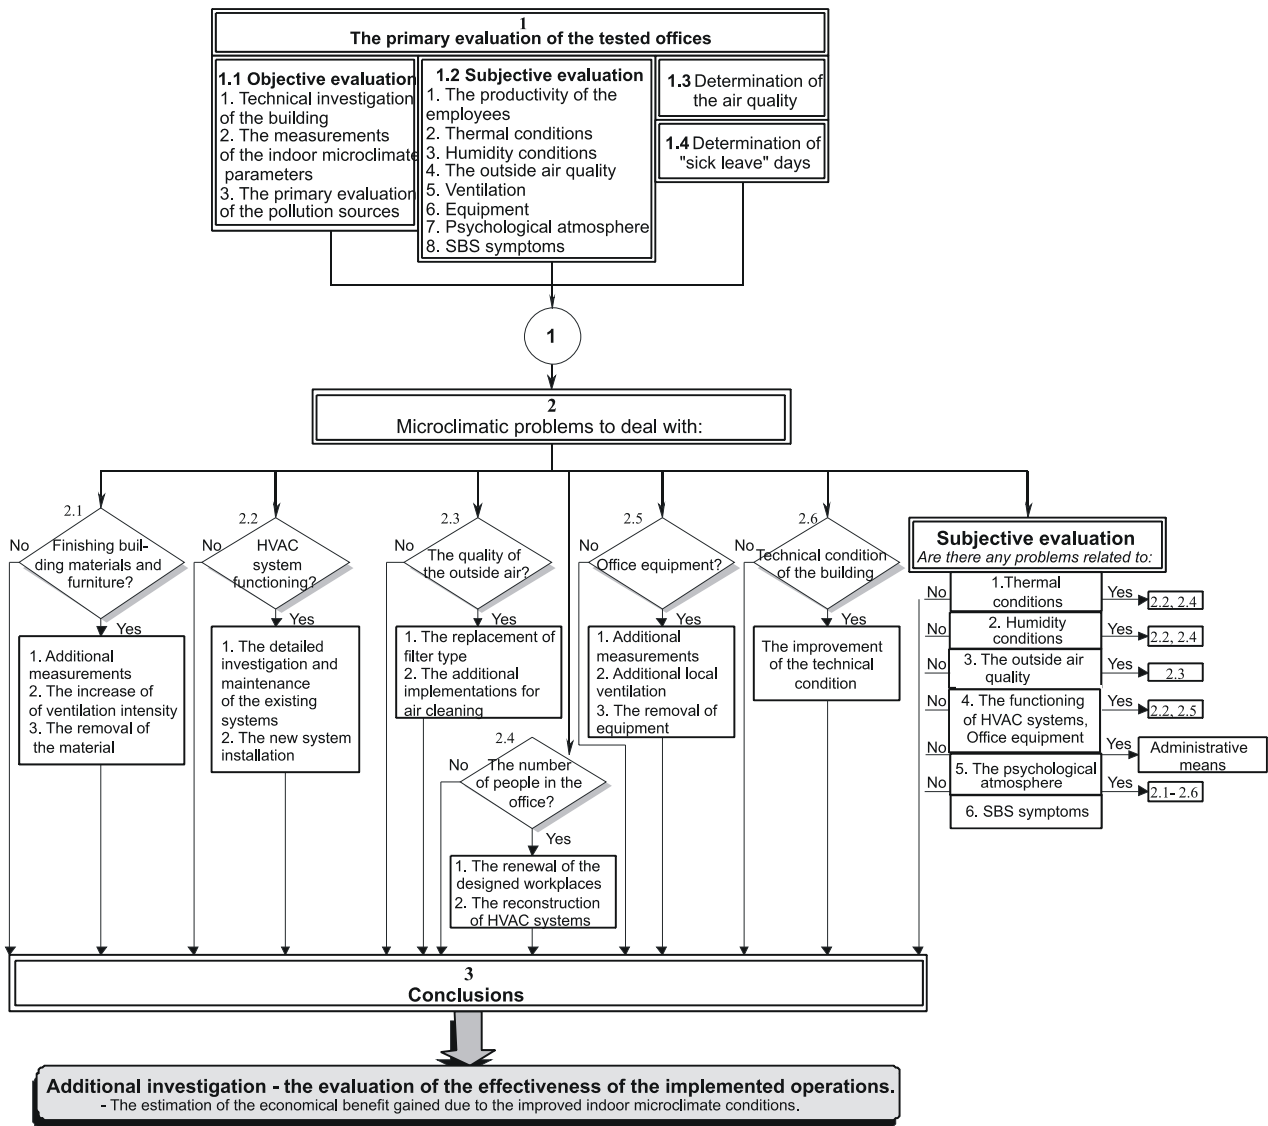 1
The primary evaluation of the tested offices
1.1 Objective evaluation
1. Technical investigation
of the building
2. The measurements
of the indoor microclimate
parameters
3. The primary evaluation
of the pollution sources
1.2 Subjective evaluation
1. The productivity of the
employees
2. Thermal conditions
3. Humidity conditions
4. The outside air quality
5. Ventilation
6. Equipment
7. Psychological atmosphere
8. SBS symptoms
1.3 Determination of
the air quality
1.4 Determination of
"sick leave" days
1
2
Microclimatic problems to deal with:
2.1
No
Finishing buil-
ding materials and
furniture?
Yes
1. Additional
measurements
2. The increase of
of ventilation intensity
3. The removal of
the material
2.2
No
HVAC
system
functioning?
Yes
1. The detailed
investigation and
maintenance
of the existing
systems
2. The new system
installation
2.3
No
The quality of
the outside air?
Yes
1. The replacement of
filter type
2. The additional
implementations for
air cleaning
2.4
No
The number
of people in the
office?
Yes
1. The renewal of the
designed workplaces
2. The reconstruction
of HVAC systems
2.5
No
Office equipment?
Yes
1. Additional
measurements
2. Additional local
ventilation
3. The removal of
equipment
2.6
No
Technical condition
of the building
Yes
The improvement
of the technical
condition
Subjective evaluation
Are there any problems related to:
No
1.Thermal
conditions
Yes
2.2, 2.4
No
2. Humidity
conditions
Yes
2.2, 2.4
No
3. The outside air
quality
Yes
2.3
No
4. The functioning
of HVAC systems,
Office equipment
Yes
2.2, 2.5
No
5. The psychological
atmosphere
Yes
Administrative
means
No
6. SBS symptoms
Yes
2.1- 2.6
3
Conclusions
Additional investigation - the evaluation of the effectiveness of the implemented operations.
- The estimation of the economical benefit gained due to the improved indoor microclimate conditions.